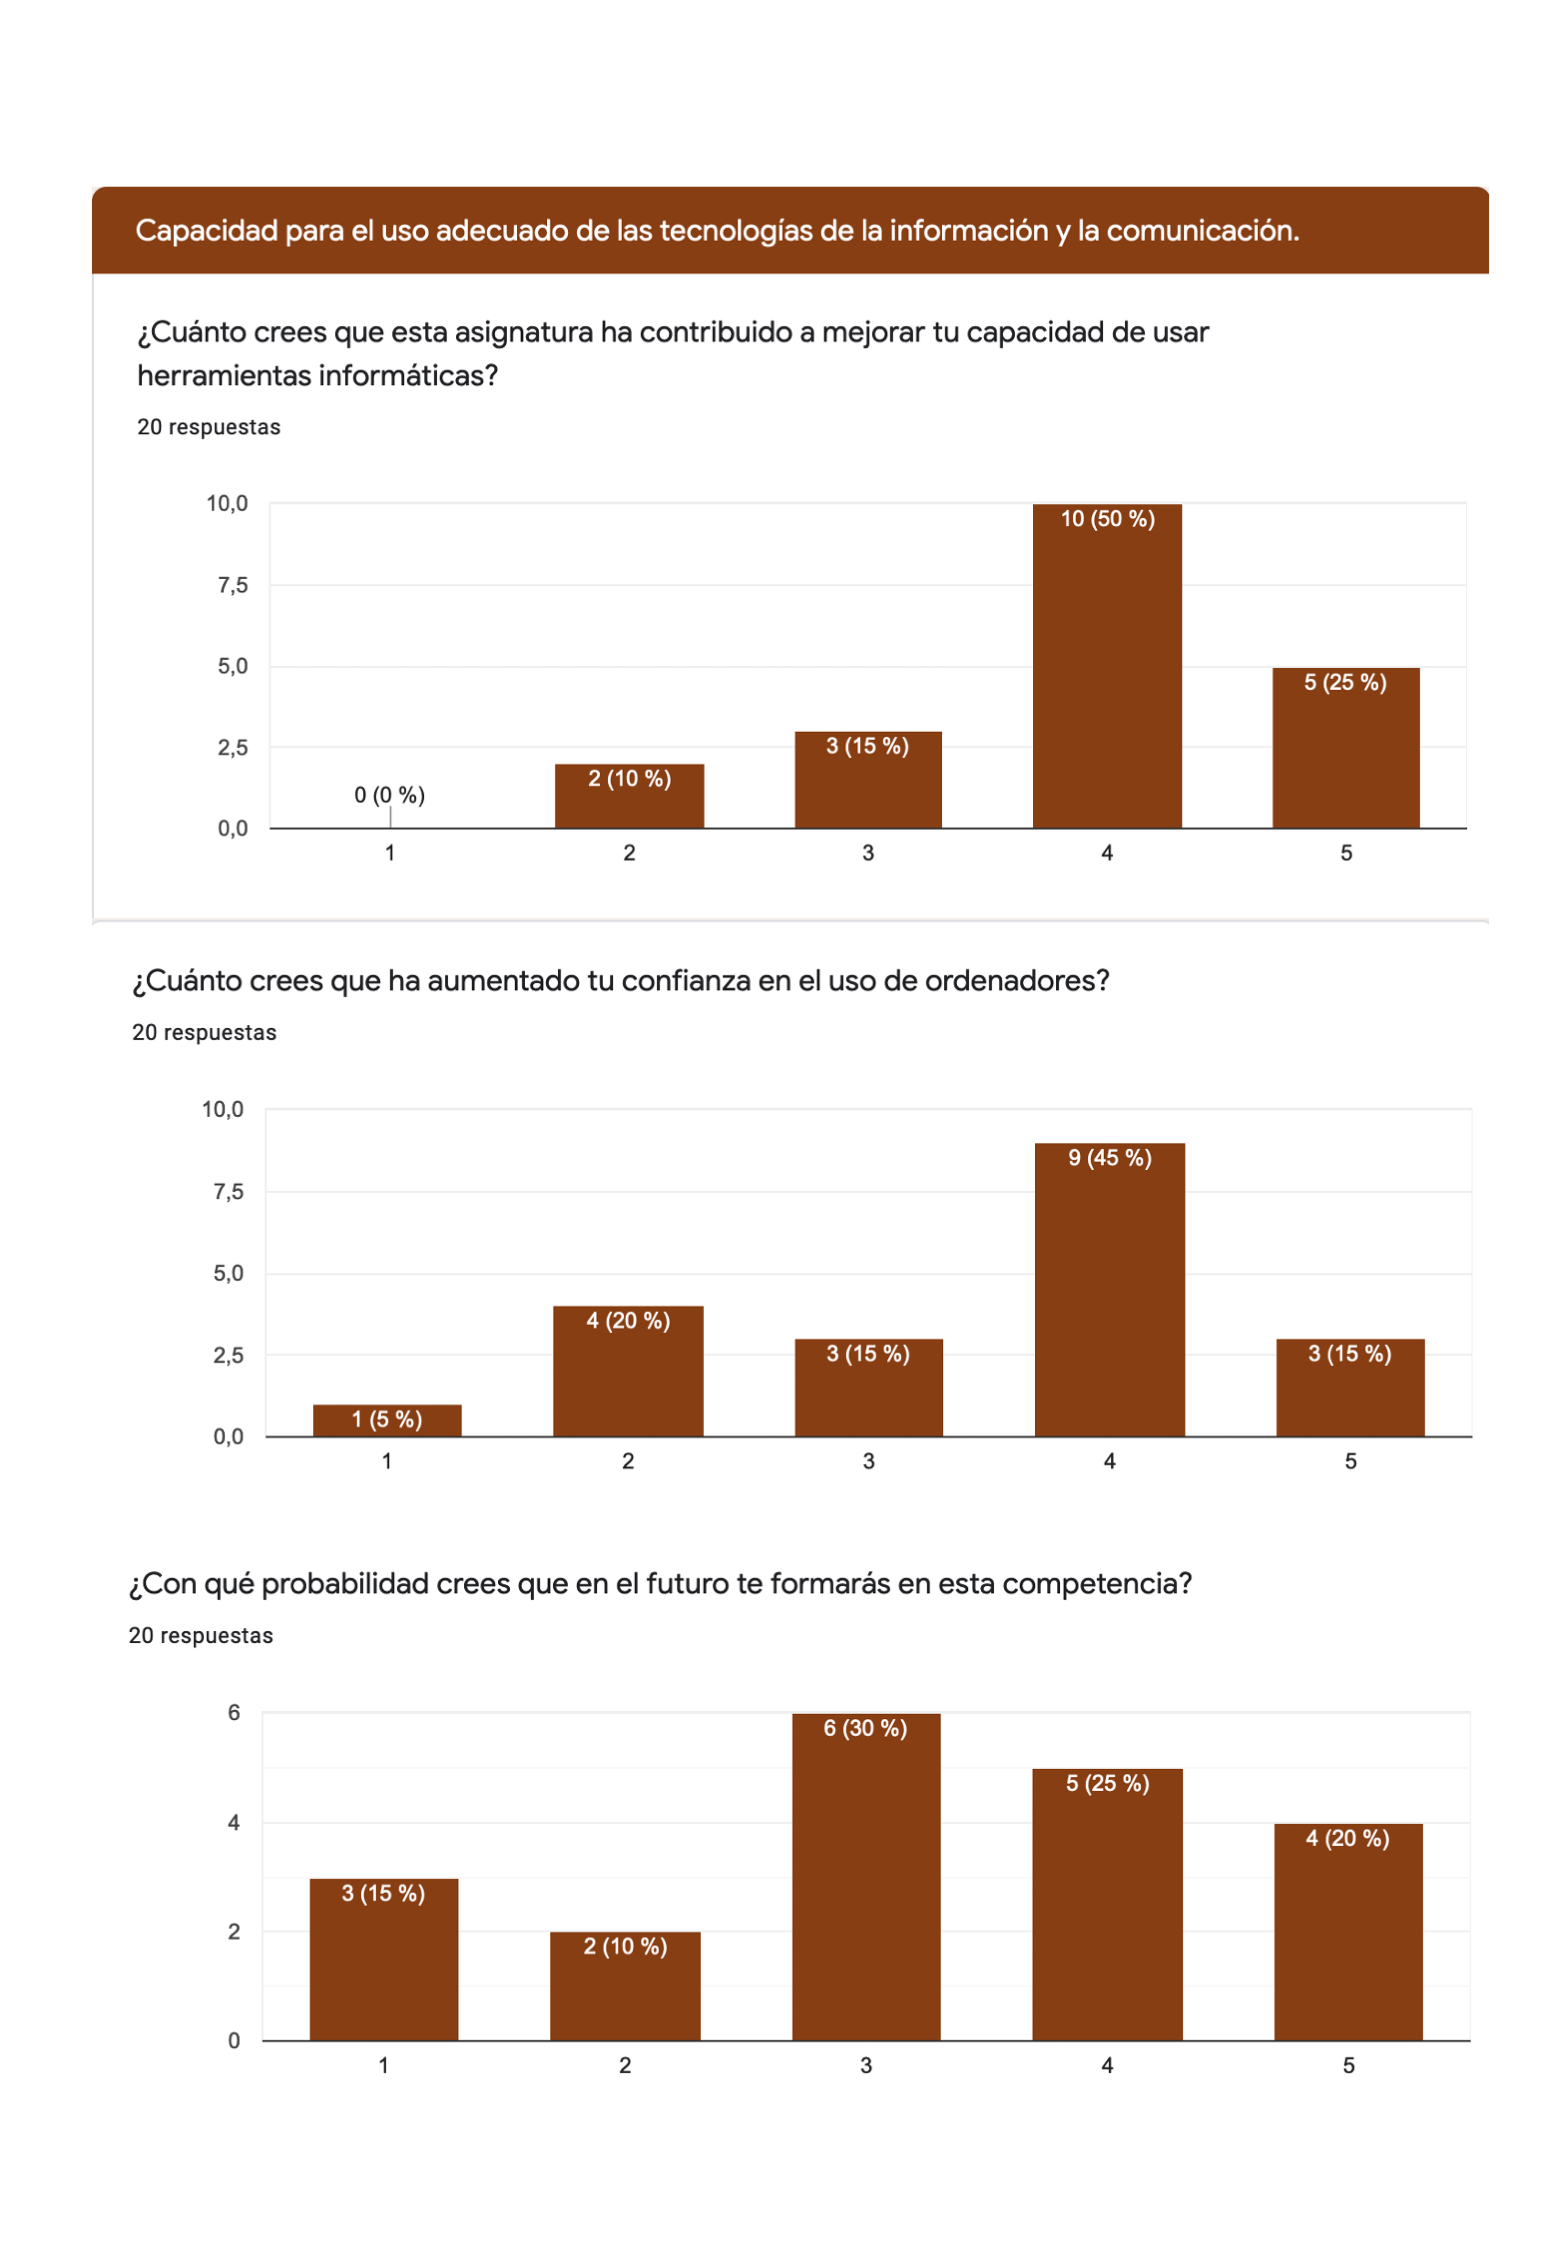 Capacidad para el uso adecuado de las tecnologías de la información y la comunicación.
¿Cuánto crees que esta asignatura ha contribuido a mejorar tu capacidad de usar
herramientas informáticas?
20 respuestas
10,0
7,5
5,0
2,5
0,0
0 (0 %)
2 (10 %)
3 (15 %)
10 (50 %)
5 (25 %)
1 2 3 4 5
¿Cuánto crees que ha aumentado tu confianza en el uso de ordenadores?
20 respuestas
10,0
7,5
5,0
2,5
0,0
1 (5 %)
4 (20 %)
3 (15 %)
9 (45 %)
3 (15 %)
1 2 3 4 5
¿Con qué probabilidad crees que en el futuro te formarás en esta competencia?
20 respuestas
6
4
2
0
3 (15 %)
2 (10 %)
6 (30 %)
5 (25 %)
4 (20 %)
1 2 3 4 5